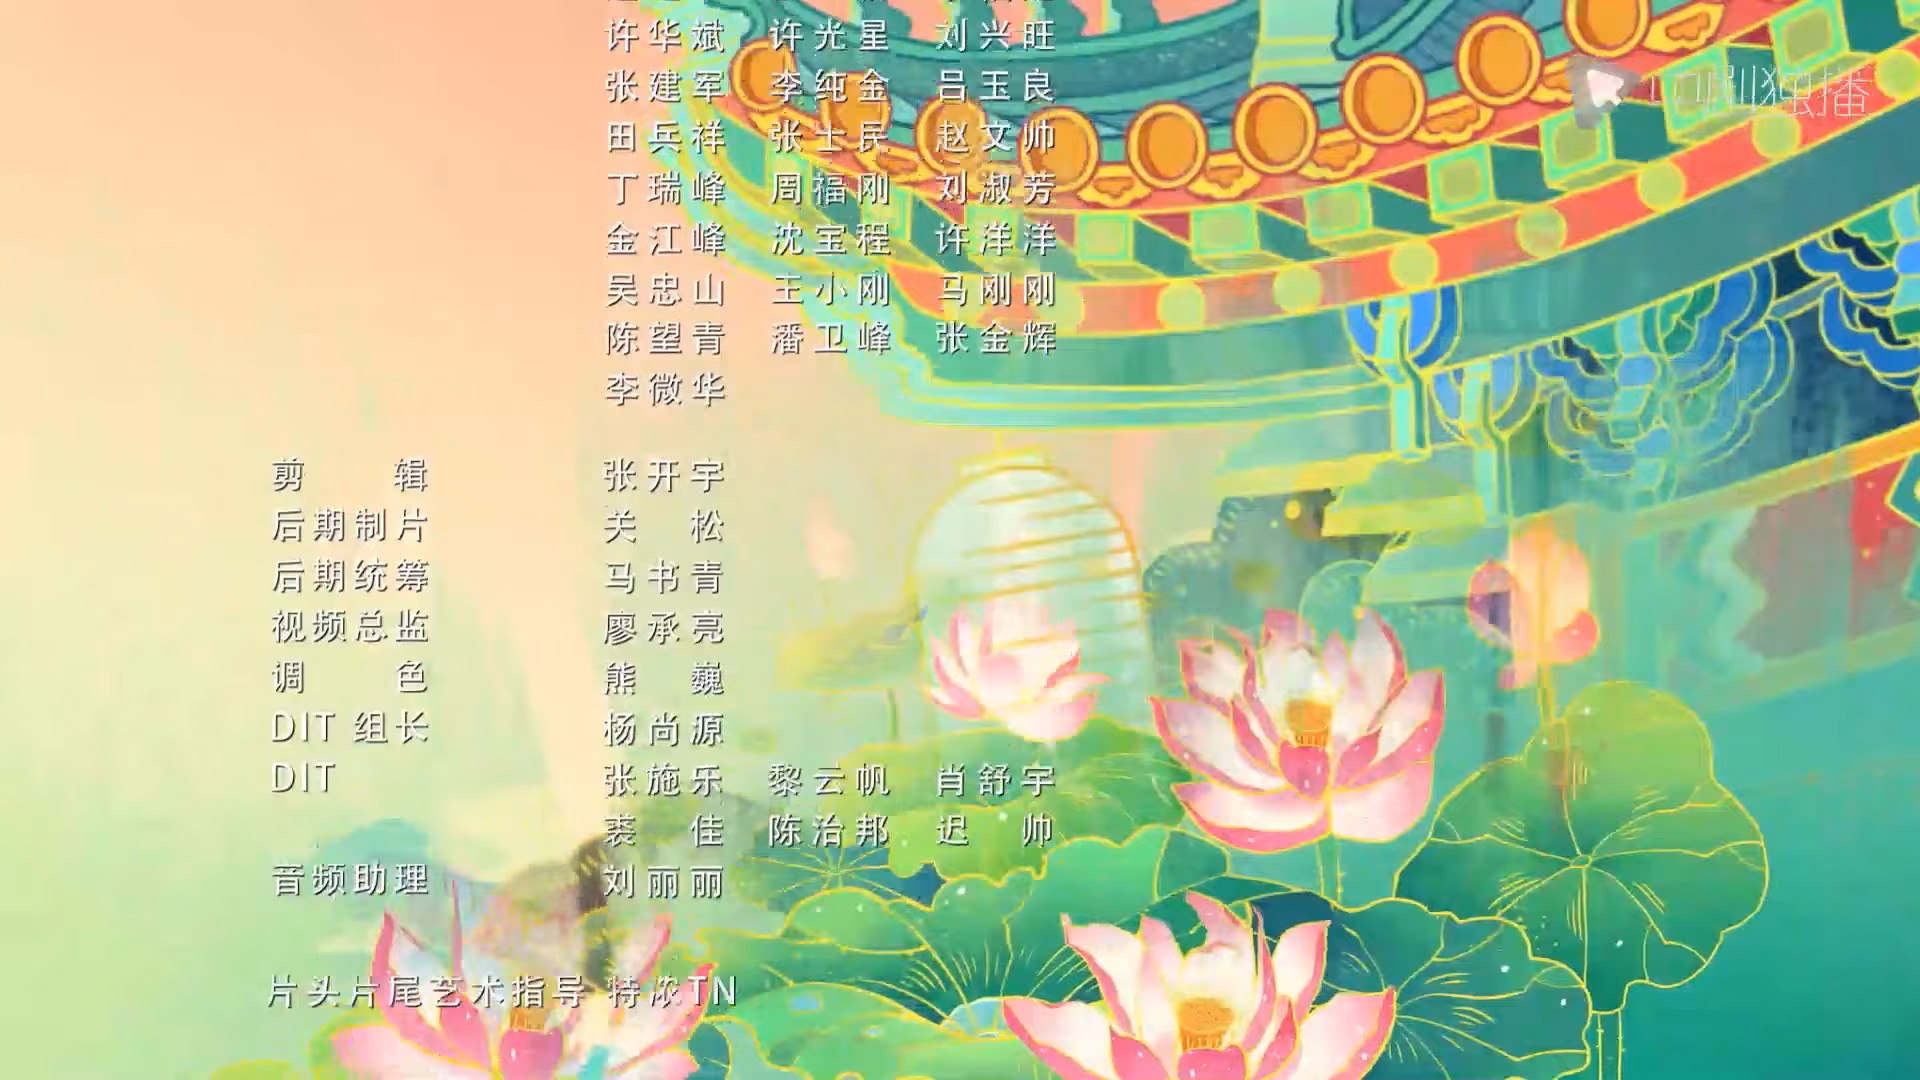 许华斌 许光星 刘兴旺
张建军 李纯金 吕玉良
田兵祥 张士民 赵文帅
丁瑞峰 周福刚 刘淑芳
金江峰 沈宝程 许洋洋
吴忠山 王小刚 马刚刚
陈望青 潘卫峰 张金辉
李微华
剪辑 张开宇
后期制片 关松
后期统筹 马书青
视频总监 廖承亮
调色 熊巍
DIT 组长 杨尚源
DIT 张施乐 黎云帆 肖舒宇
裘佳 陈治邦 迟帅
音频助理 刘丽丽
片头片尾艺术指导 特浓TN
独播